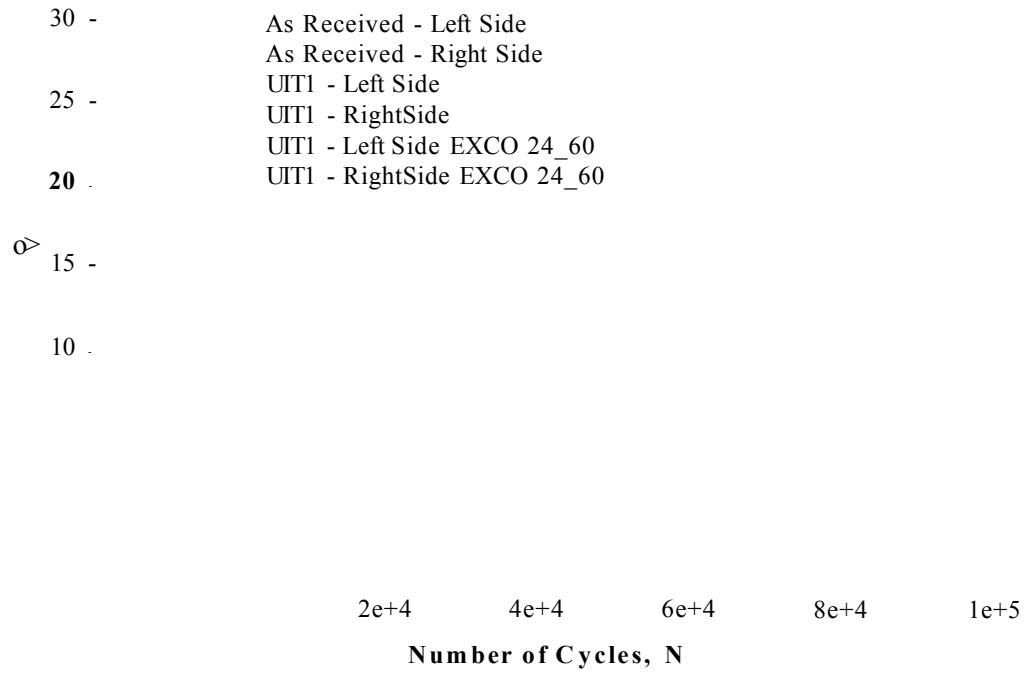 30 -
As Received - Left Side
As Received - Right Side
UIT1 - Left Side
25 -
UIT1 - RightSide
UIT1 - Left Side EXCO 24_60
20 -
UIT1 - RightSide EXCO 24_60
15 -
10 -
2e+4 4e+4 6e+4 8e+4 1e+5
Number of Cycles, N